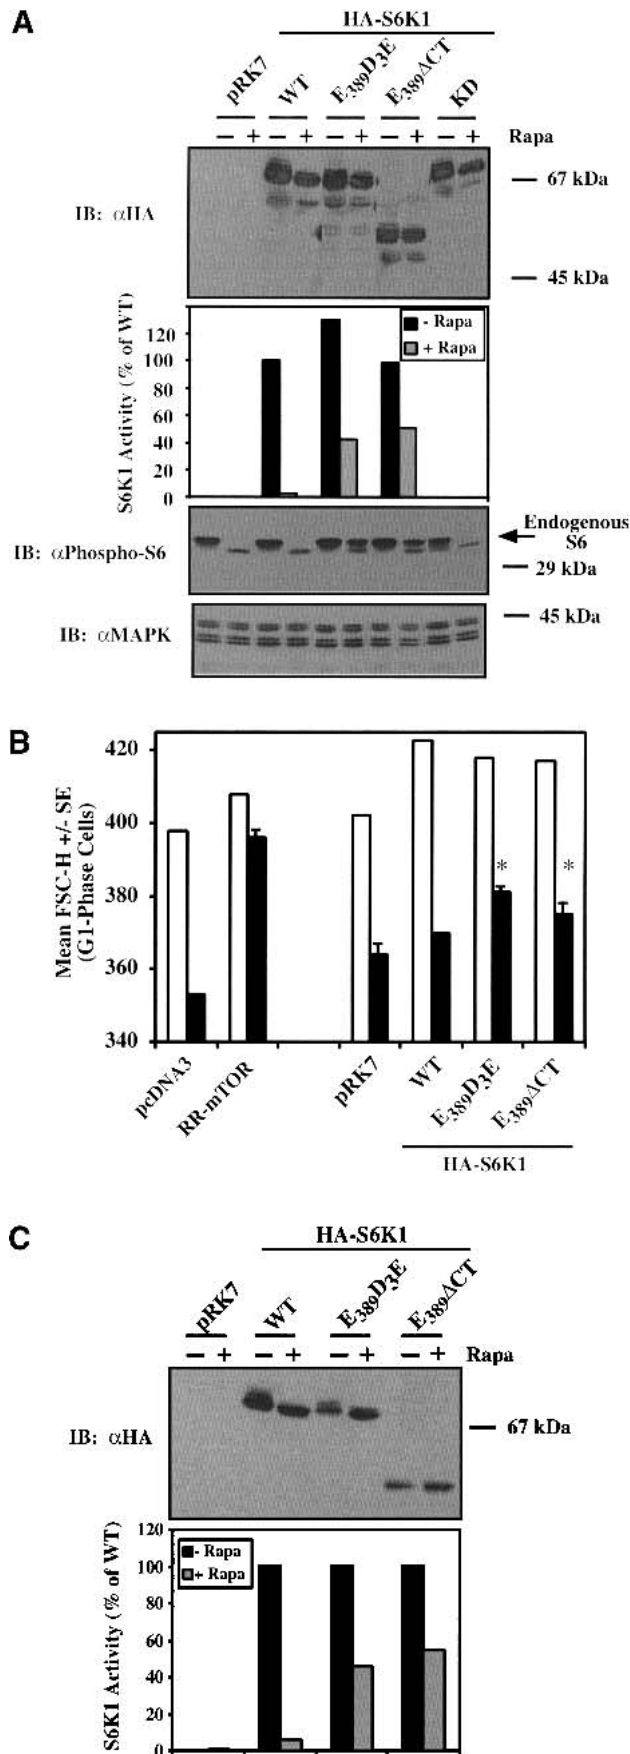 A
HA-S6K1
pRK7 WT E389D3E E389ΔCT KD
– + – + – + – + – + Rapa
IB: αHA
67 kDa
45 kDa
S6K1 Activity (% of WT)
120
100
80
60
40
20
0
- Rapa
+ Rapa
IB: αPhospho-S6
Endogenous
S6
29 kDa
IB: αMAPK
45 kDa
B
Mean FSC-H +/- SE
(G1-Phase Cells)
420
400
380
360
340
* *
pcDNA3 RR-mTOR pRK7 WT E389D3E E389ΔCT
HA-S6K1
C
HA-S6K1
pRK7 WT E389D3E E389ΔCT
– + – + – + – + Rapa
IB: αHA
67 kDa
S6K1 Activity (% of WT)
120
100
80
60
40
20
0
- Rapa
+ Rapa